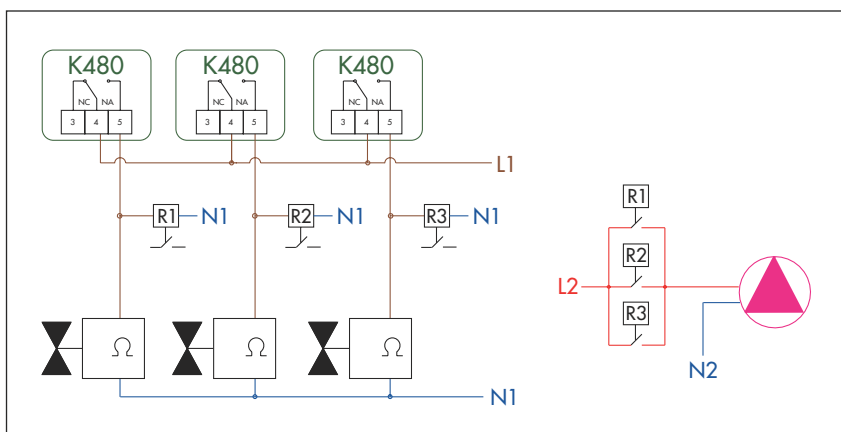 K480 K480 K480
NC NA NC NA NC NA
3 4 5 3 4 5 3 4 5
L1
R1 N1 R2 N1 R3 N1
Ω Ω Ω
N1
R1
R2
L2
R3
N2